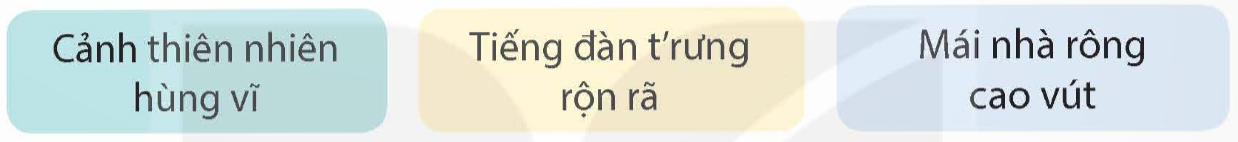 Cảnh thiên nhiên
hùng vĩ
Tiếng đàn t'rưng
rộn rã
Mái nhà rông
cao vút